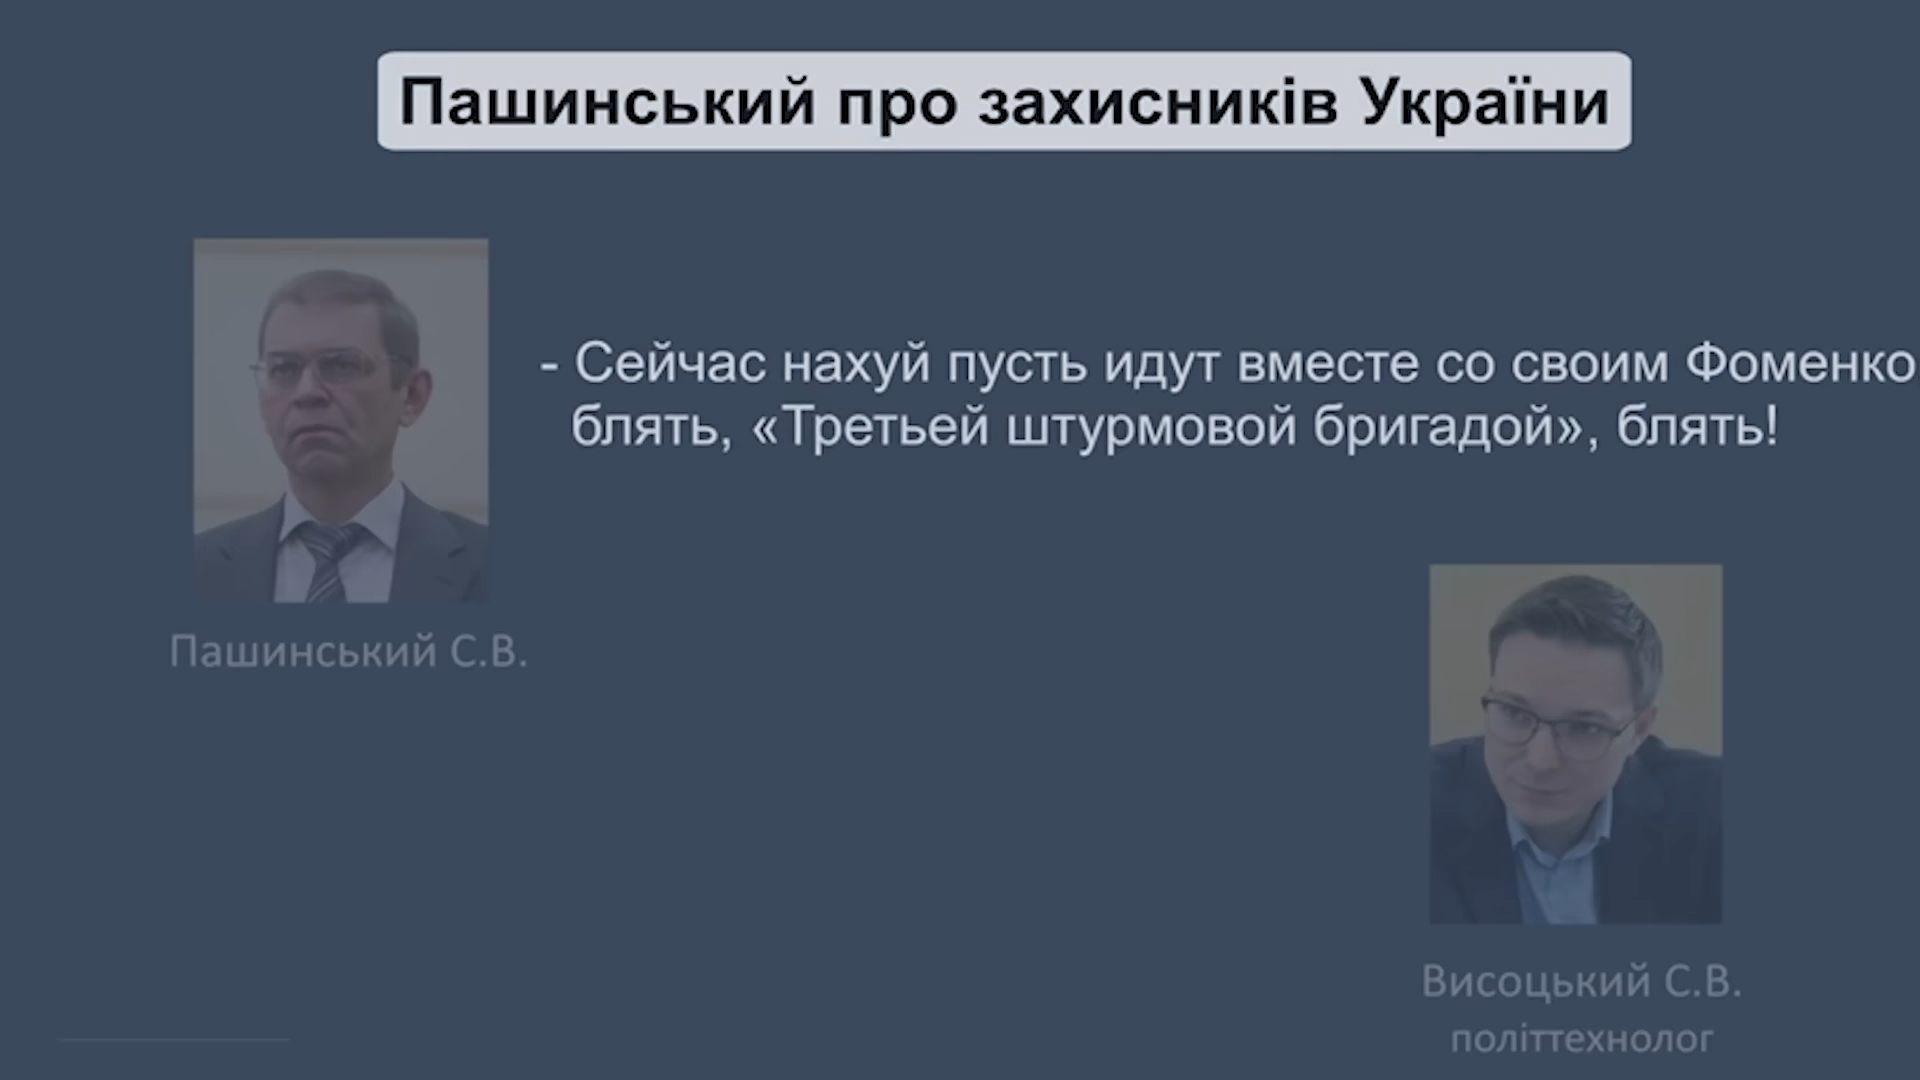 Пашинський про захисників України
- Сейчас нахуй пусть идут вместе со своим Фоменко
блять, «Третьей штурмовой бригадой», блять!
Пашинський С.В.
Висоцький С.В.
політтехнолог